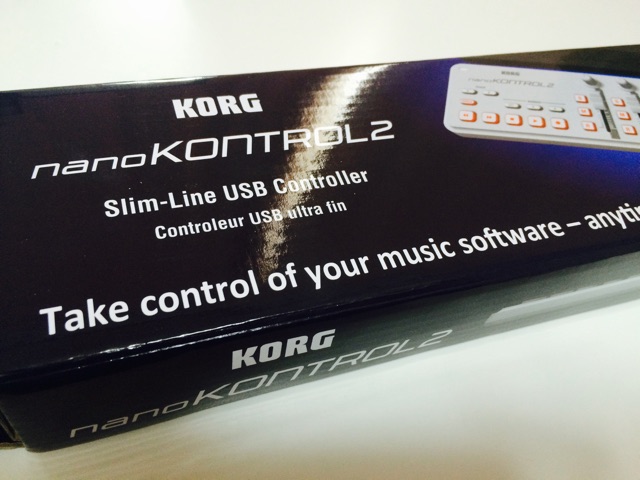 KORG
nanoKONTROL2
Slim-Line USB Controller
Controleur USB ultra fin
Take control of your music software – anytim
KORG
nanoKONTROL2
KORG
nanoKONTROL2